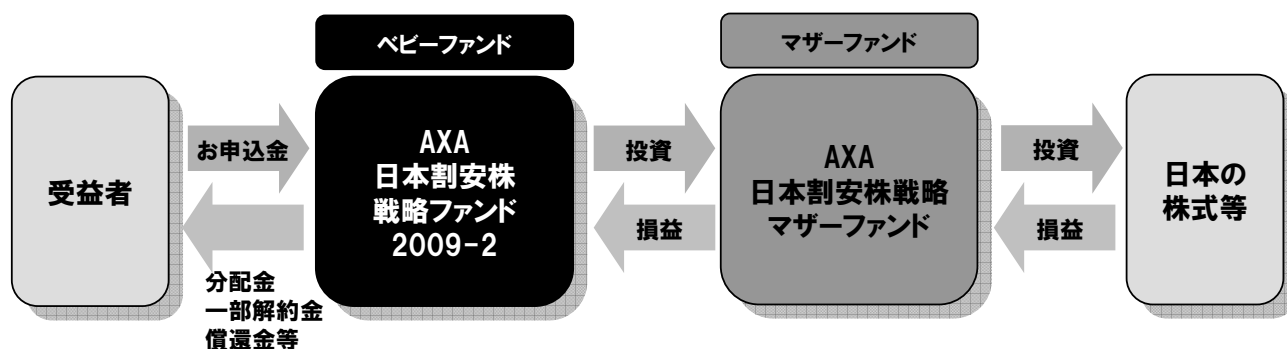 ベビーファンド
マザーファンド
受益者
お申込金
分配金
一部解約金
償還金等
AXA
日本割安株
戦略ファンド
2009-2
投資
損益
AXA
日本割安株戦略
マザーファンド
投資
損益
日本の
株式等